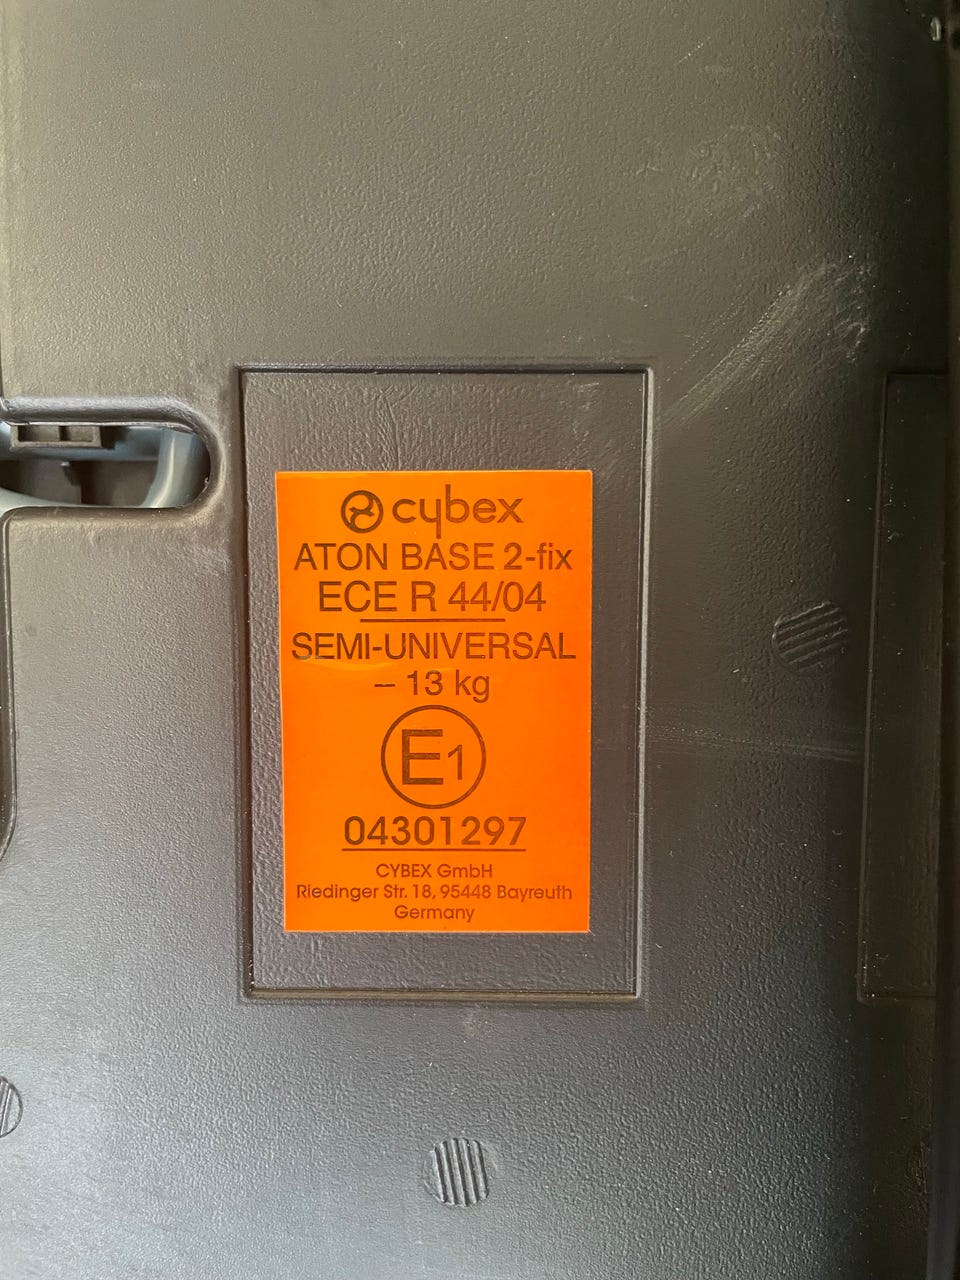 cybex
ATON BASE 2-fix
ECE R 44/04
SEMI-UNIVERSAL
– 13 kg
E1
04301297
CYBEX GmbH
Riedinger Str. 18, 95448 Bayreuth
Germany